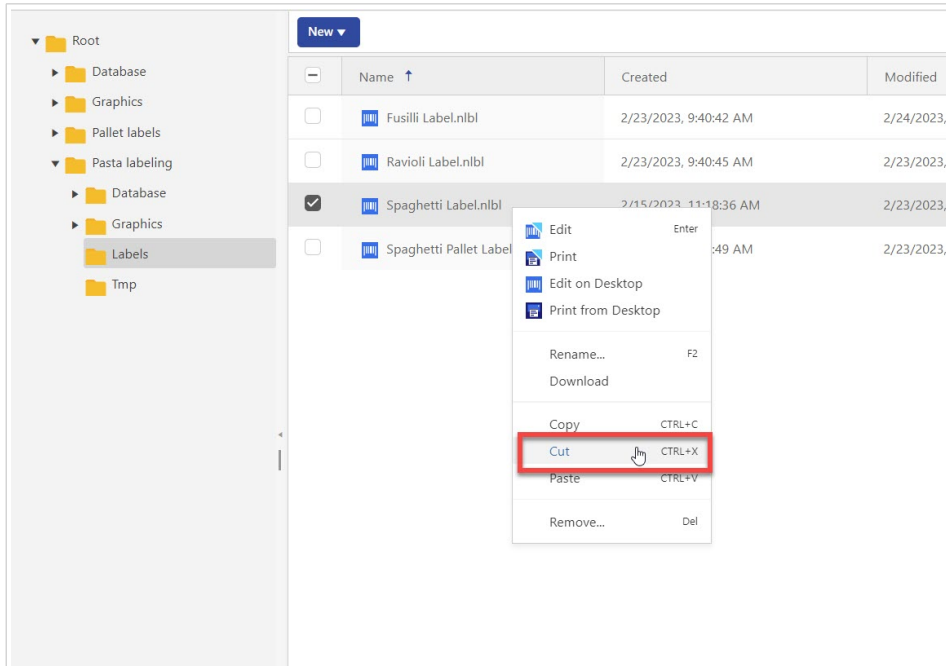 New
Root
Database
Graphics
Pallet labels
Pasta labeling
Database
Graphics
Labels
Tmp
Name Created Modified
Fusilli Label.nlbl 2/23/2023, 9:40:42 AM 2/24/2023,
Ravioli Label.nlbl 2/23/2023, 9:40:45 AM 2/23/2023,
Spaghetti Label.nlbl 2/15/2023, 11:18:36 AM 2/23/2023,
Spaghetti Pallet Label :49 AM 2/23/2023,
Edit Enter
Print
Edit on Desktop
Print from Desktop
Rename... F2
Download
Copy CTRL+C
Cut CTRL+X
Paste CTRL+V
Remove... Del